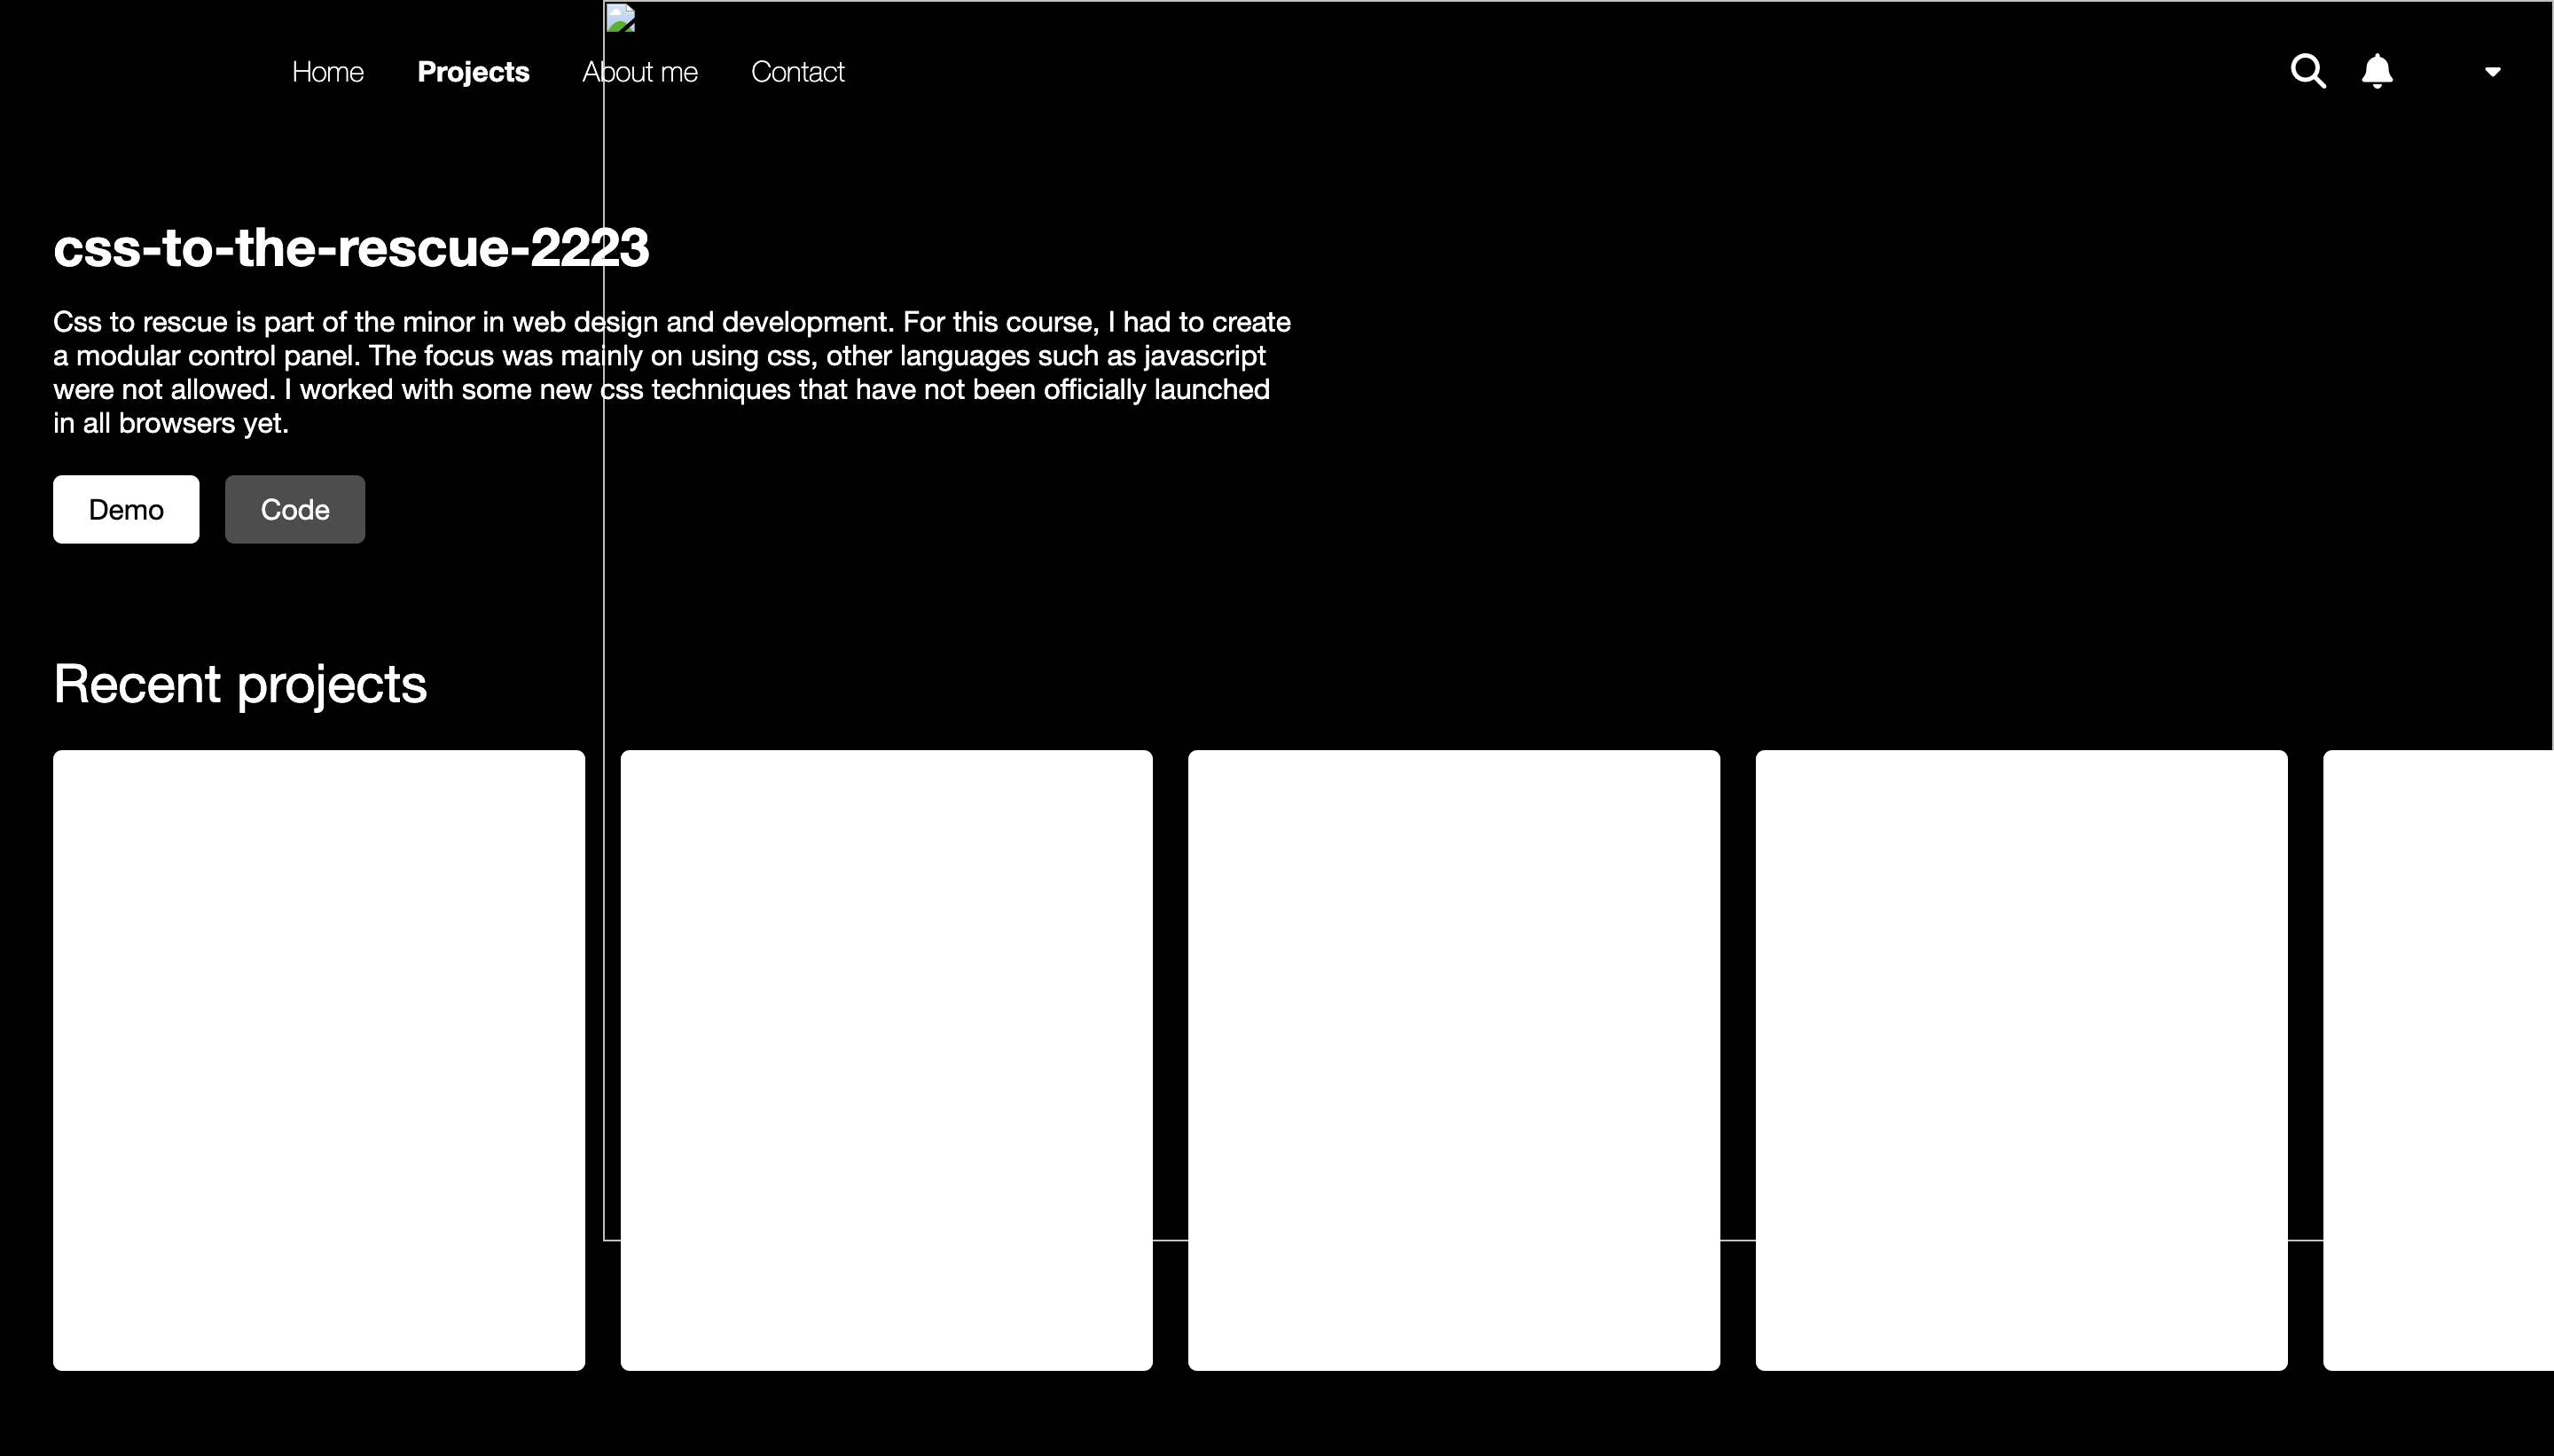 Home Projects About me Contact
css-to-the-rescue-2223
Css to rescue is part of the minor in web design and development. For this course, I had to create
a modular control panel. The focus was mainly on using css, other languages such as javascript
were not allowed. I worked with some new css techniques that have not been officially launched
in all browsers yet.
Demo Code
Recent projects